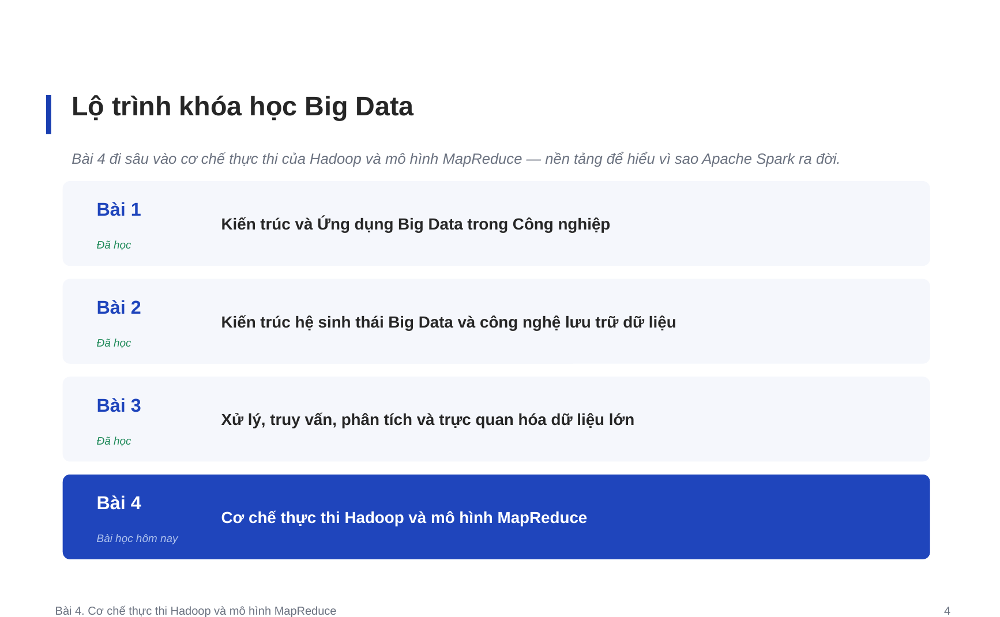 Lộ trình khóa học Big Data
Bài 4 đi sâu vào cơ chế thực thi của Hadoop và mô hình MapReduce — nền tảng để hiểu vì sao Apache Spark ra đời.
Bài 1
Kiến trúc và Ứng dụng Big Data trong Công nghiệp
Đã học
Bài 2
Kiến trúc hệ sinh thái Big Data và công nghệ lưu trữ dữ liệu
Đã học
Bài 3
Xử lý, truy vấn, phân tích và trực quan hóa dữ liệu lớn
Đã học
Bài 4
Cơ chế thực thi Hadoop và mô hình MapReduce
Bài học hôm nay
Bài 4. Cơ chế thực thi Hadoop và mô hình MapReduce
4